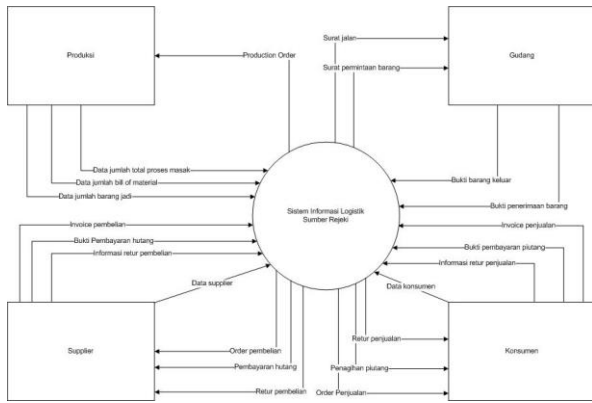 Produksi
Production Order
Surat jalan
Surat permintaan barang
Gudang
Data jumlah total proses masak
Data jumlah bill of material
Data jumlah barang jadi
Bukti barang keluar
Bukti penerimaan barang
Sistem Informasi Logistik
Sumber Rejeki
Invoice pembelian
Bukti Pembayaran hutang
Informasi retur pembelian
Data supplier
Invoice penjualan
Bukti pembayaran piutang
Informasi retur penjualan
Data konsumen
Supplier
Order pembelian
Pembayaran hutang
Retur pembelian
Retur penjualan
Penagihan piutang
Order Penjualan
Konsumen